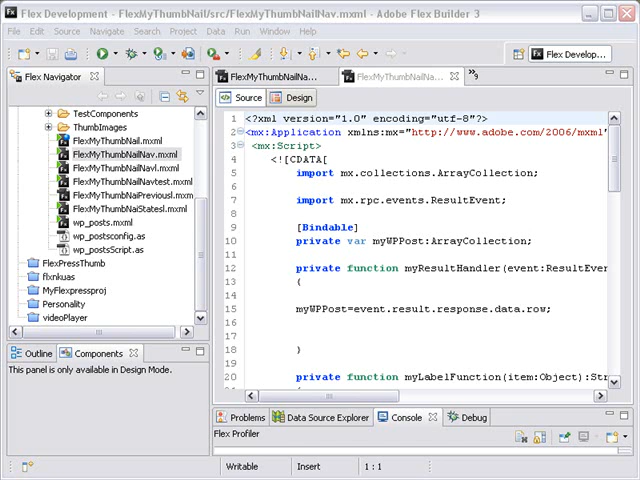 Flex Development - FlexMyThumbNail/src/FlexMyThumbNailNav.mxml - Adobe Flex Builder 3
File Edit Source Navigate Search Project Data Run Window Help
Flex Develop...
Flex Navigator
TestComponents
ThumbImages
FlexMyThumbNail.mxml
FlexMyThumbNailNav.mxml
FlexMyThumbNailNavl.mxml
FlexMyThumbNailNavtest.mxml
FlexMyThumbNaiPreviousl.mxml
FlexMyThumbNaiStatesl.mxml
wp_posts.mxml
wp_postsconfig.as
wp_postsScript.as
FlexPressThumb
flxnkuas
MyFlexpressproj
Personality
videoPlayer
Outline
Components
This panel is only available in Design Mode.
FlexMyThumbNailNa...
FlexMyThumbNailNav...
9
Source
Design
1 <?xml version="1.0" encoding="utf-8"?>
2 <mx:Application xmlns:mx="http://www.adobe.com/2006/mxml"
3 <mx:Script>
4 <![CDATA[
5 import mx.collections.ArrayCollection;
6
7 import mx.rpc.events.ResultEvent;
8
9 [Bindable]
10 private var myWPPost:ArrayCollection;
11
12 private function myResultHandler(event:ResultEven
13 {
14
15 myWPPost=event.result.response.data.row;
16
17
18 }
19
20 private function myLabelFunction(item:Object):Str
Problems
Data Source Explorer
Console
Debug
Flex Profiler
Writable
Insert
1 : 1